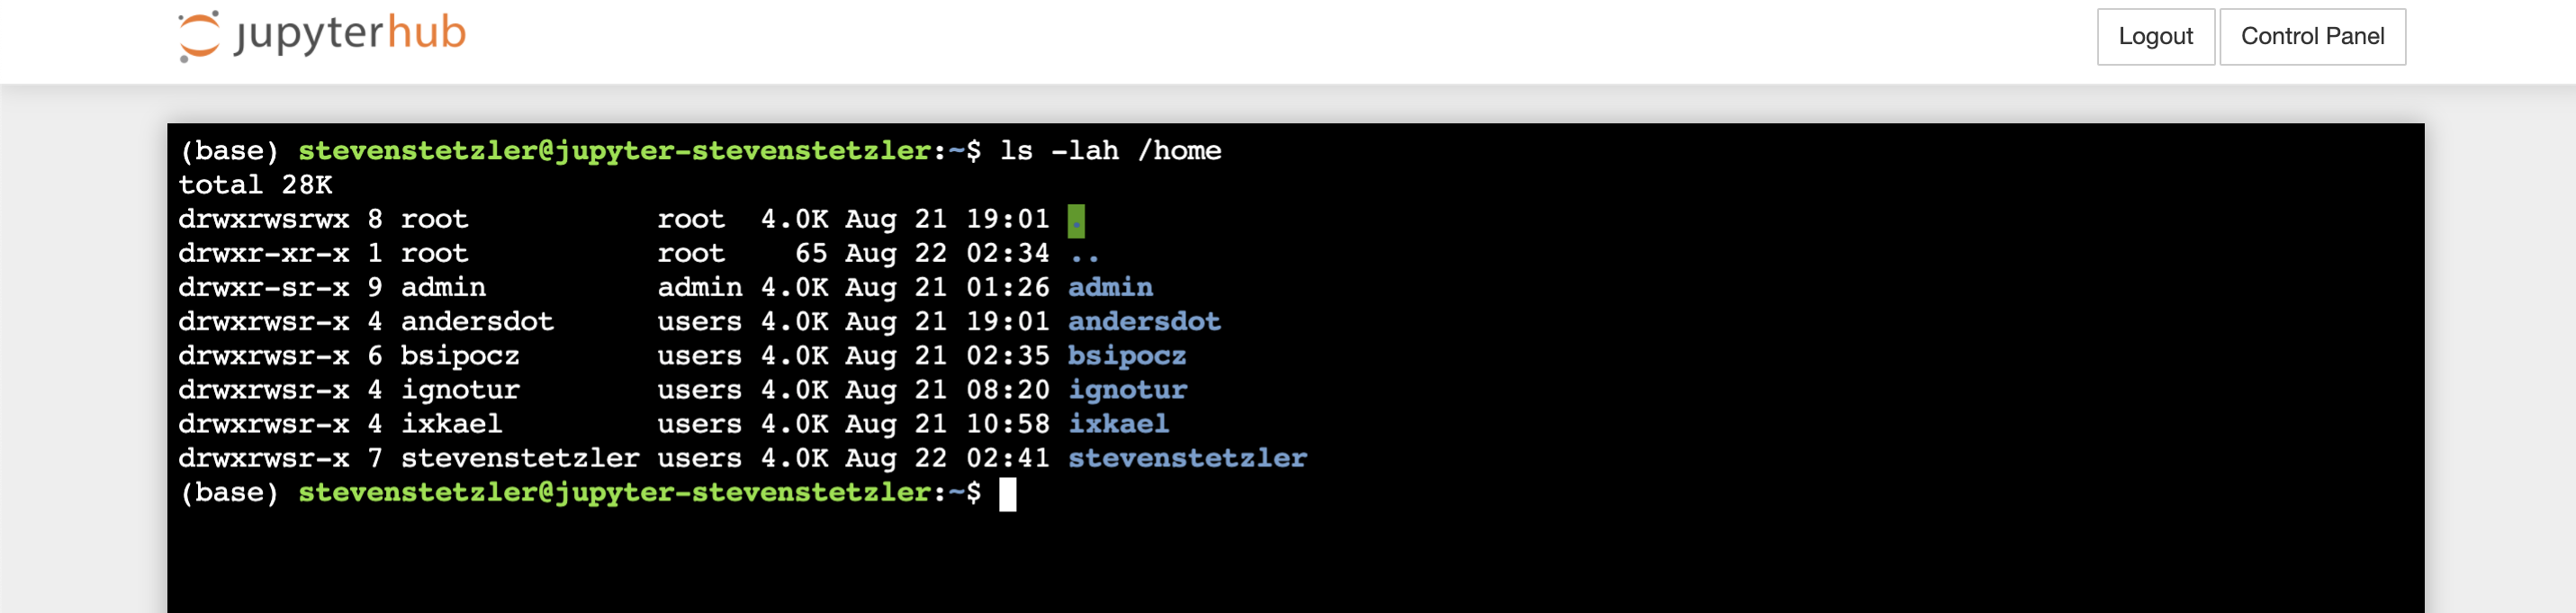 jupyterhub
Logout Control Panel
(base) stevenstetzler@jupyter-stevenstetzler:~$ ls -lah /home
total 28K
drwxrwsrwx 8 root          root  4.0K Aug 21 19:01 .
drwxr-xr-x 1 root          root    65 Aug 22 02:34 ..
drwxr-sr-x 9 admin         admin 4.0K Aug 21 01:26 admin
drwxrwsr-x 4 andersdot     users 4.0K Aug 21 19:01 andersdot
drwxrwsr-x 6 bsipocz       users 4.0K Aug 21 02:35 bsipocz
drwxrwsr-x 4 ignotur       users 4.0K Aug 21 08:20 ignotur
drwxrwsr-x 4 ixkael        users 4.0K Aug 21 10:58 ixkael
drwxrwsr-x 7 stevenstetzler users 4.0K Aug 22 02:41 stevenstetzler
(base) stevenstetzler@jupyter-stevenstetzler:~$